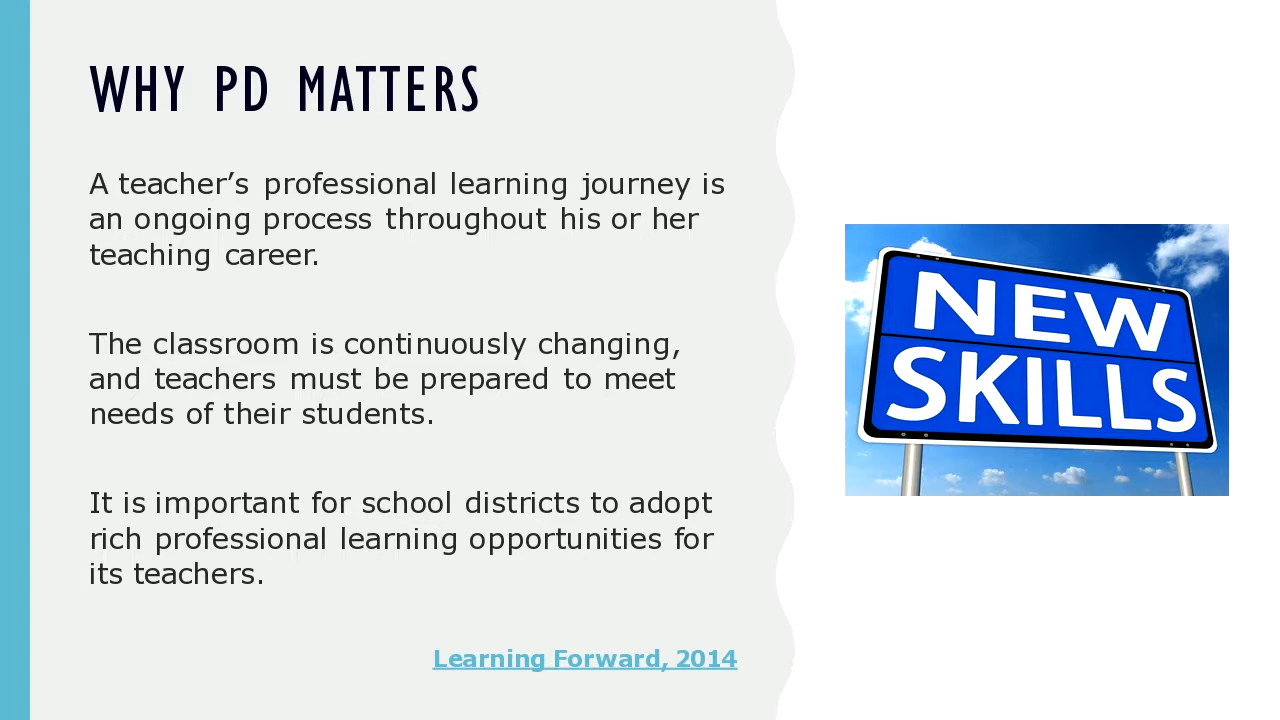 WHY PD MATTERS
A teacher’s professional learning journey is
an ongoing process throughout his or her
teaching career.
The classroom is continuously changing,
and teachers must be prepared to meet
needs of their students.
It is important for school districts to adopt
rich professional learning opportunities for
its teachers.
Learning Forward, 2014
NEW
SKILLS